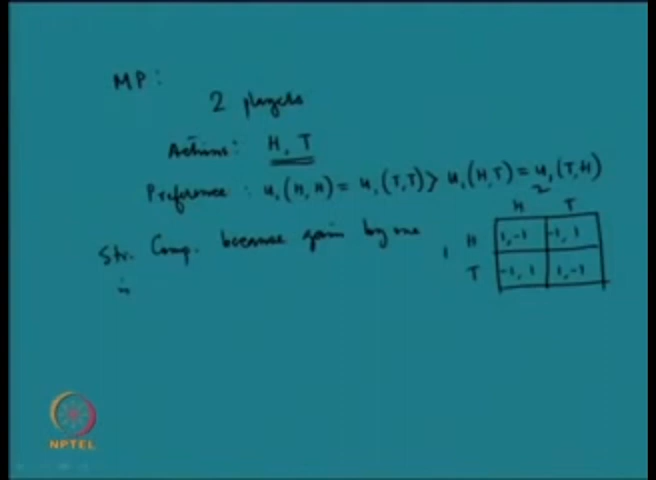 MP:
2 players
Actions: H, T
Preference: u₁(H,H) = u₁(T,T) > u₁(H,T) = u₁(T,H)
2
H T
1 H 1,-1 -1, 1
T -1, 1 1,-1
Str. Comp. because gain by one
is
NPTEL